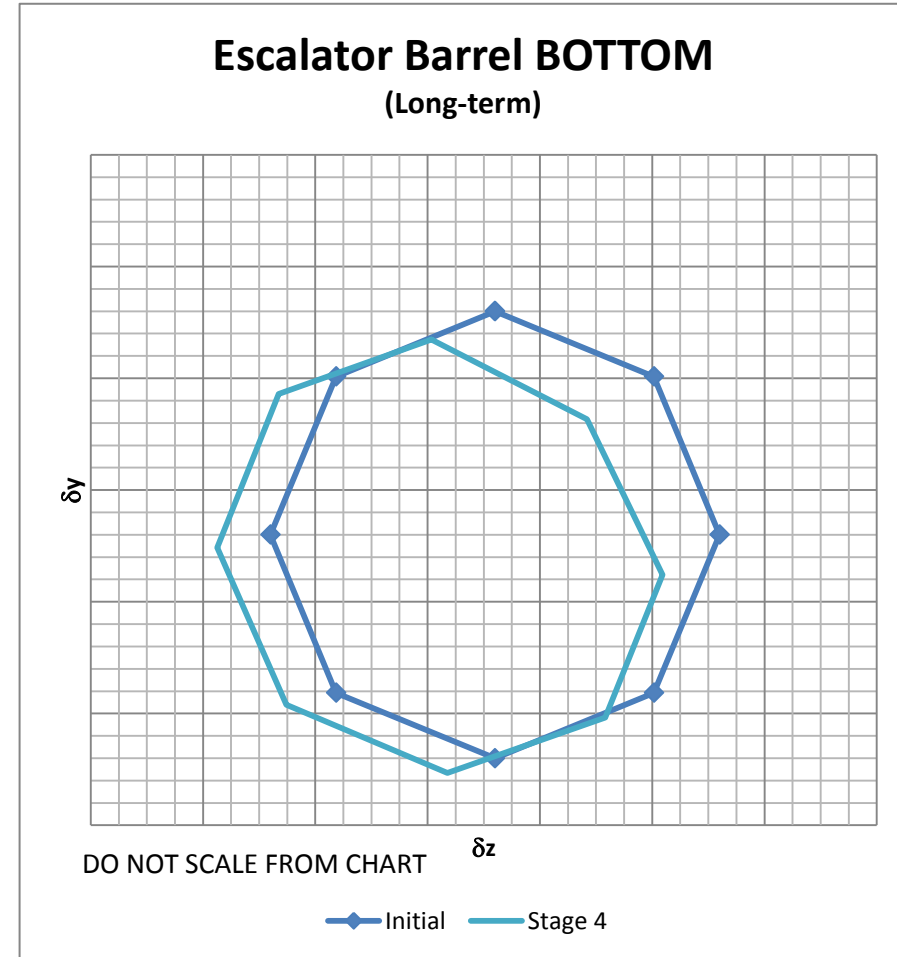 Escalator Barrel BOTTOM
(Long-term)
δy
δz
DO NOT SCALE FROM CHART
Initial
Stage 4